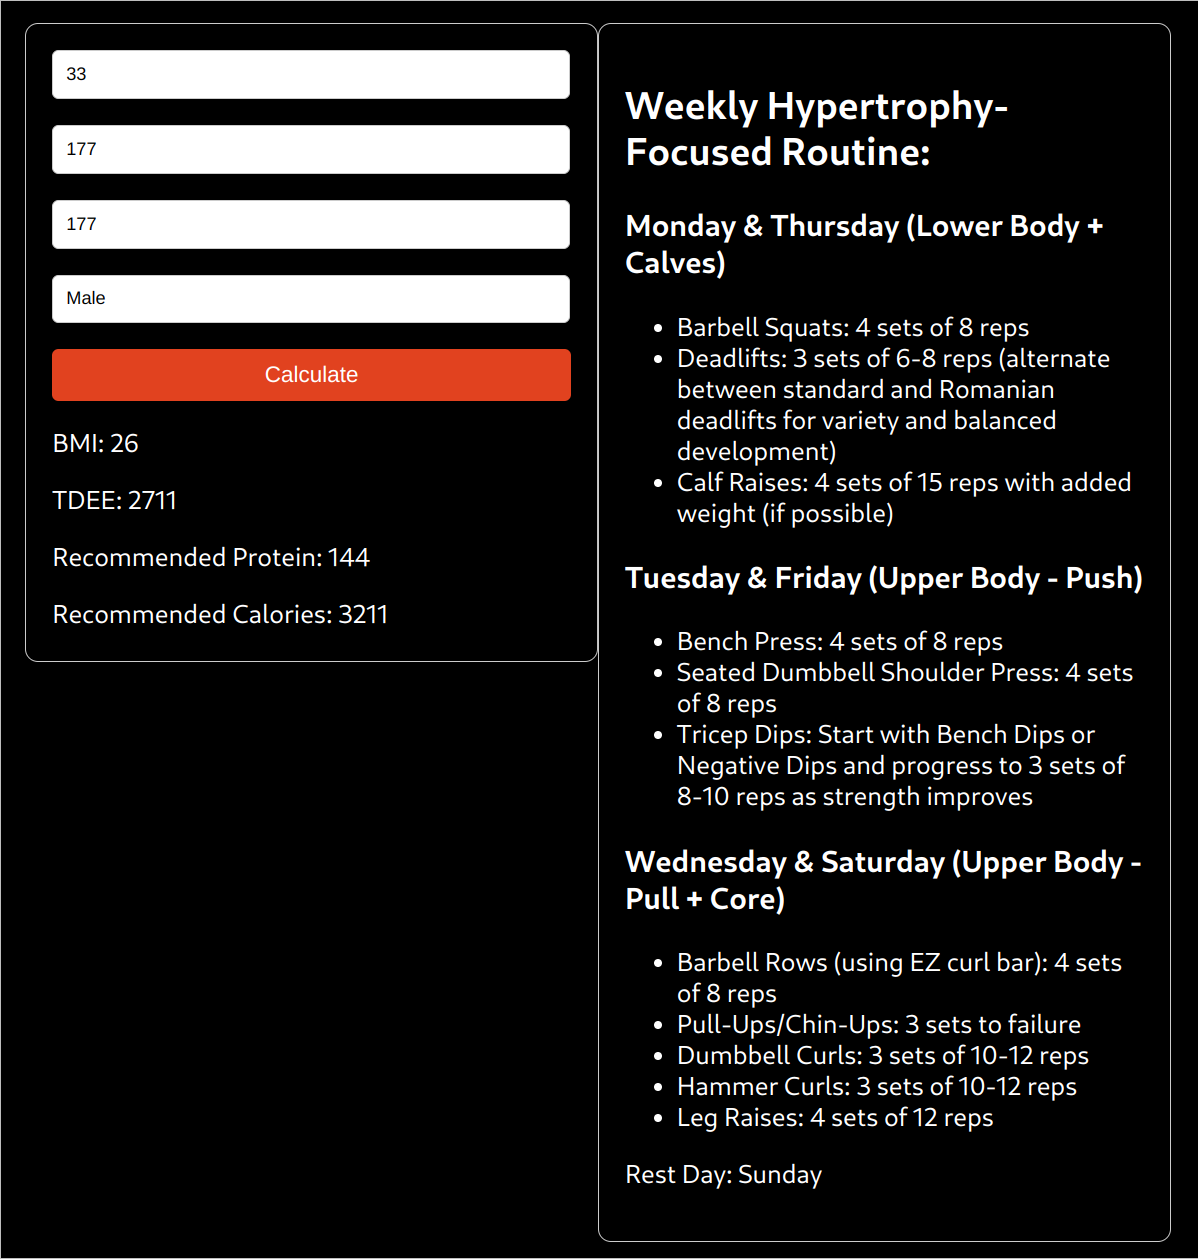 33
177
177
Male
Calculate
BMI: 26
TDEE: 2711
Recommended Protein: 144
Recommended Calories: 3211
Weekly Hypertrophy-
Focused Routine:
Monday & Thursday (Lower Body +
Calves)
• Barbell Squats: 4 sets of 8 reps
• Deadlifts: 3 sets of 6-8 reps (alternate
between standard and Romanian
deadlifts for variety and balanced
development)
• Calf Raises: 4 sets of 15 reps with added
weight (if possible)
Tuesday & Friday (Upper Body - Push)
• Bench Press: 4 sets of 8 reps
• Seated Dumbbell Shoulder Press: 4 sets
of 8 reps
• Tricep Dips: Start with Bench Dips or
Negative Dips and progress to 3 sets of
8-10 reps as strength improves
Wednesday & Saturday (Upper Body -
Pull + Core)
• Barbell Rows (using EZ curl bar): 4 sets
of 8 reps
• Pull-Ups/Chin-Ups: 3 sets to failure
• Dumbbell Curls: 3 sets of 10-12 reps
• Hammer Curls: 3 sets of 10-12 reps
• Leg Raises: 4 sets of 12 reps
Rest Day: Sunday